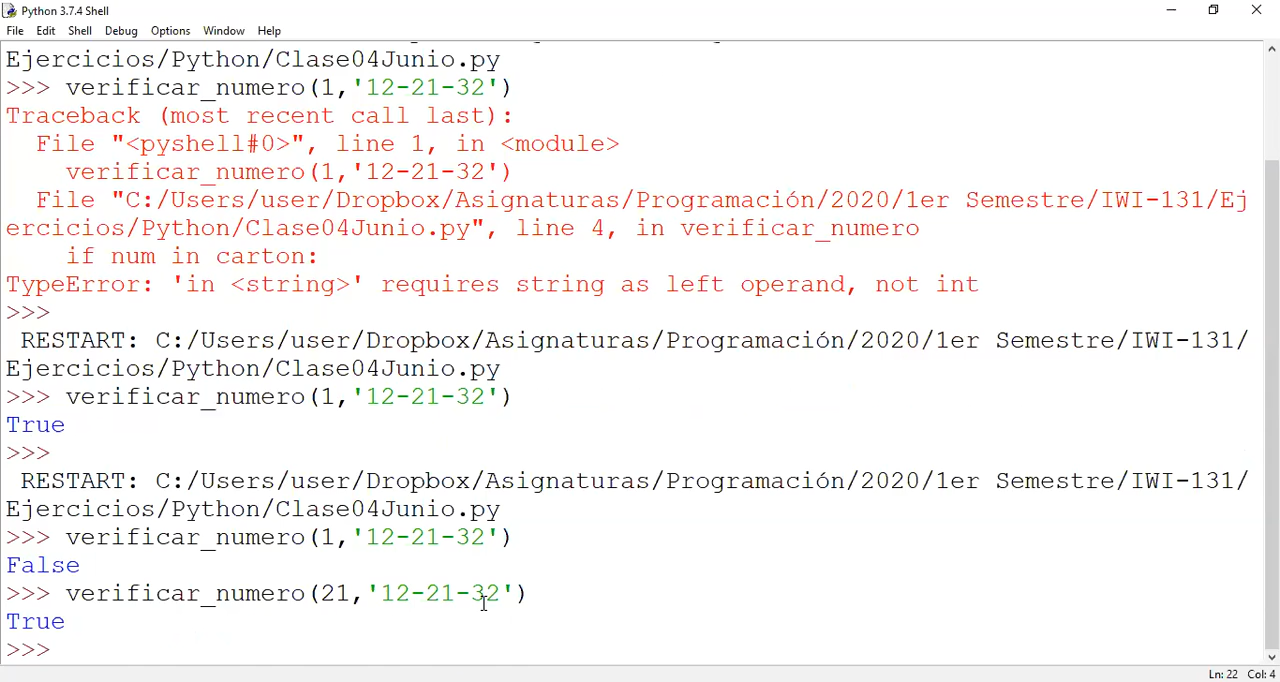 Python 3.7.4 Shell
File Edit Shell Debug Options Window Help
Ejercicios/Python/Clase04Junio.py
>>> verificar_numero(1,'12-21-32')
Traceback (most recent call last):
  File "<pyshell#0>", line 1, in <module>
    verificar_numero(1,'12-21-32')
  File "C:/Users/user/Dropbox/Asignaturas/Programación/2020/1er Semestre/IWI-131/Ej
ercicios/Python/Clase04Junio.py", line 4, in verificar_numero
    if num in carton:
TypeError: 'in <string>' requires string as left operand, not int
>>>
 RESTART: C:/Users/user/Dropbox/Asignaturas/Programación/2020/1er Semestre/IWI-131/
Ejercicios/Python/Clase04Junio.py
>>> verificar_numero(1,'12-21-32')
True
>>>
 RESTART: C:/Users/user/Dropbox/Asignaturas/Programación/2020/1er Semestre/IWI-131/
Ejercicios/Python/Clase04Junio.py
>>> verificar_numero(1,'12-21-32')
False
>>> verificar_numero(21,'12-21-32')
True
>>>
Ln: 22 Col: 4